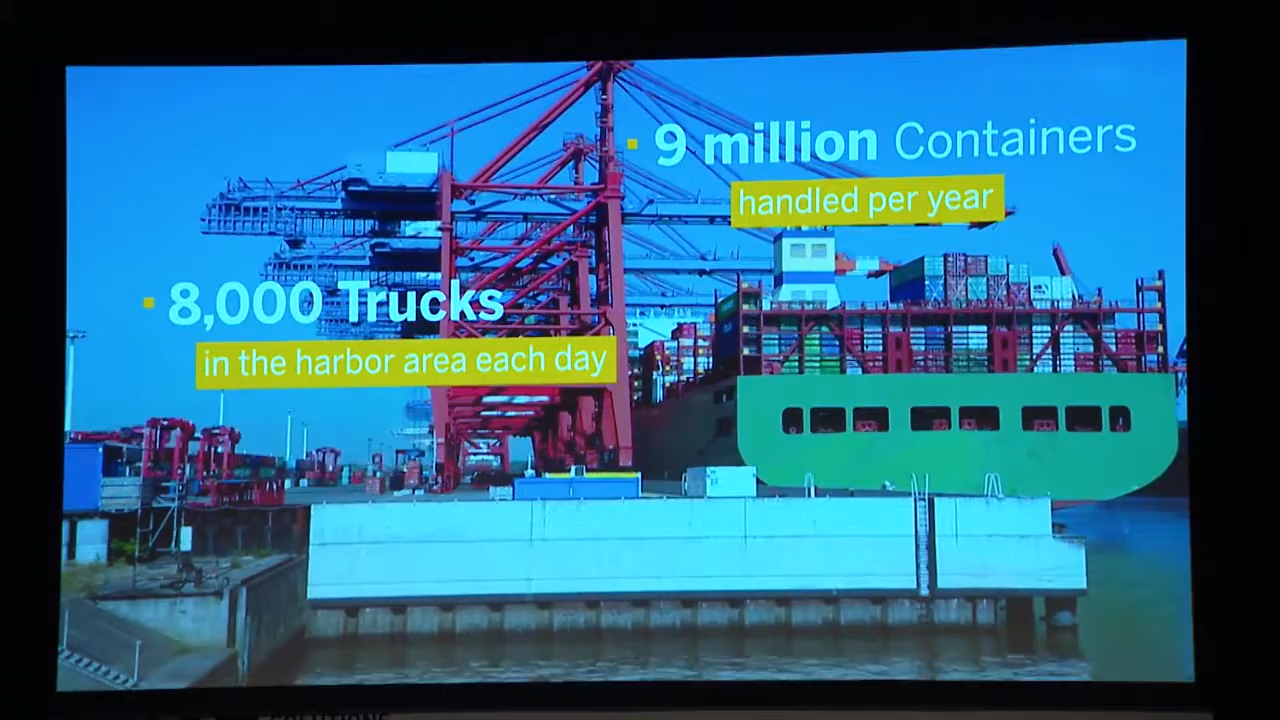 9 million Containers
handled per year
8,000 Trucks
in the harbor area each day